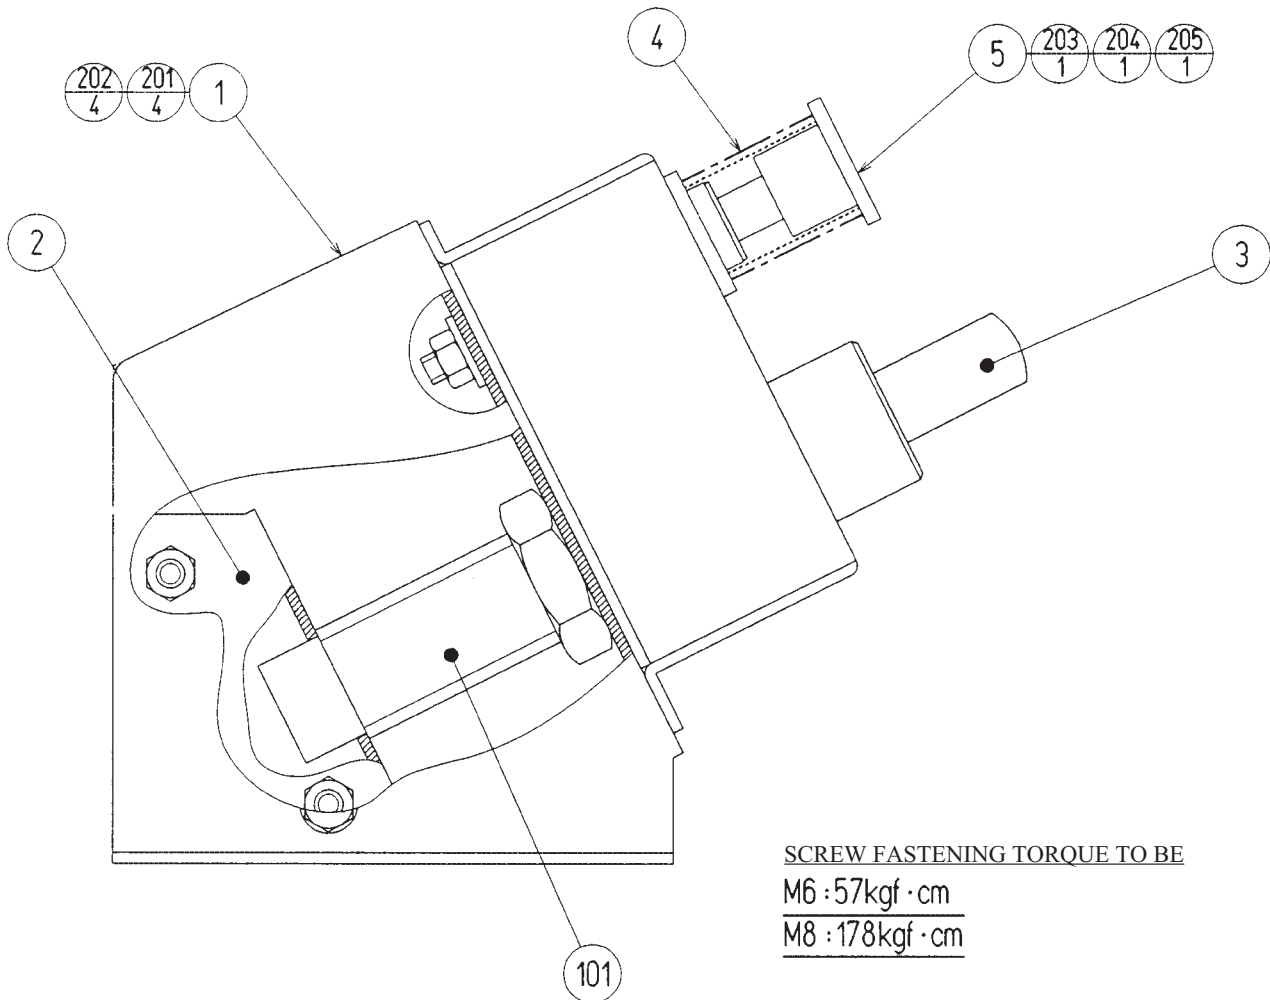 4
5 203/1 204/1 205/1
202/4 201/4 1
2
3
SCREW FASTENING TORQUE TO BE
M6 : 57kgf·cm
M8 : 178kgf·cm
101